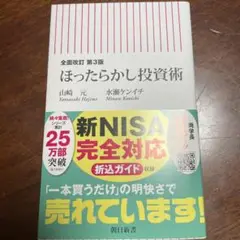 全面改訂 第3版
ほったらかし投資術
山崎 元
Yamazaki Hajime
水瀬ケンイチ
Minase Kenichi
25万部
突破
新NISA
完全対応
折込ガイド
「一本買うだけ」の明快さで
売れています!
朝日新書